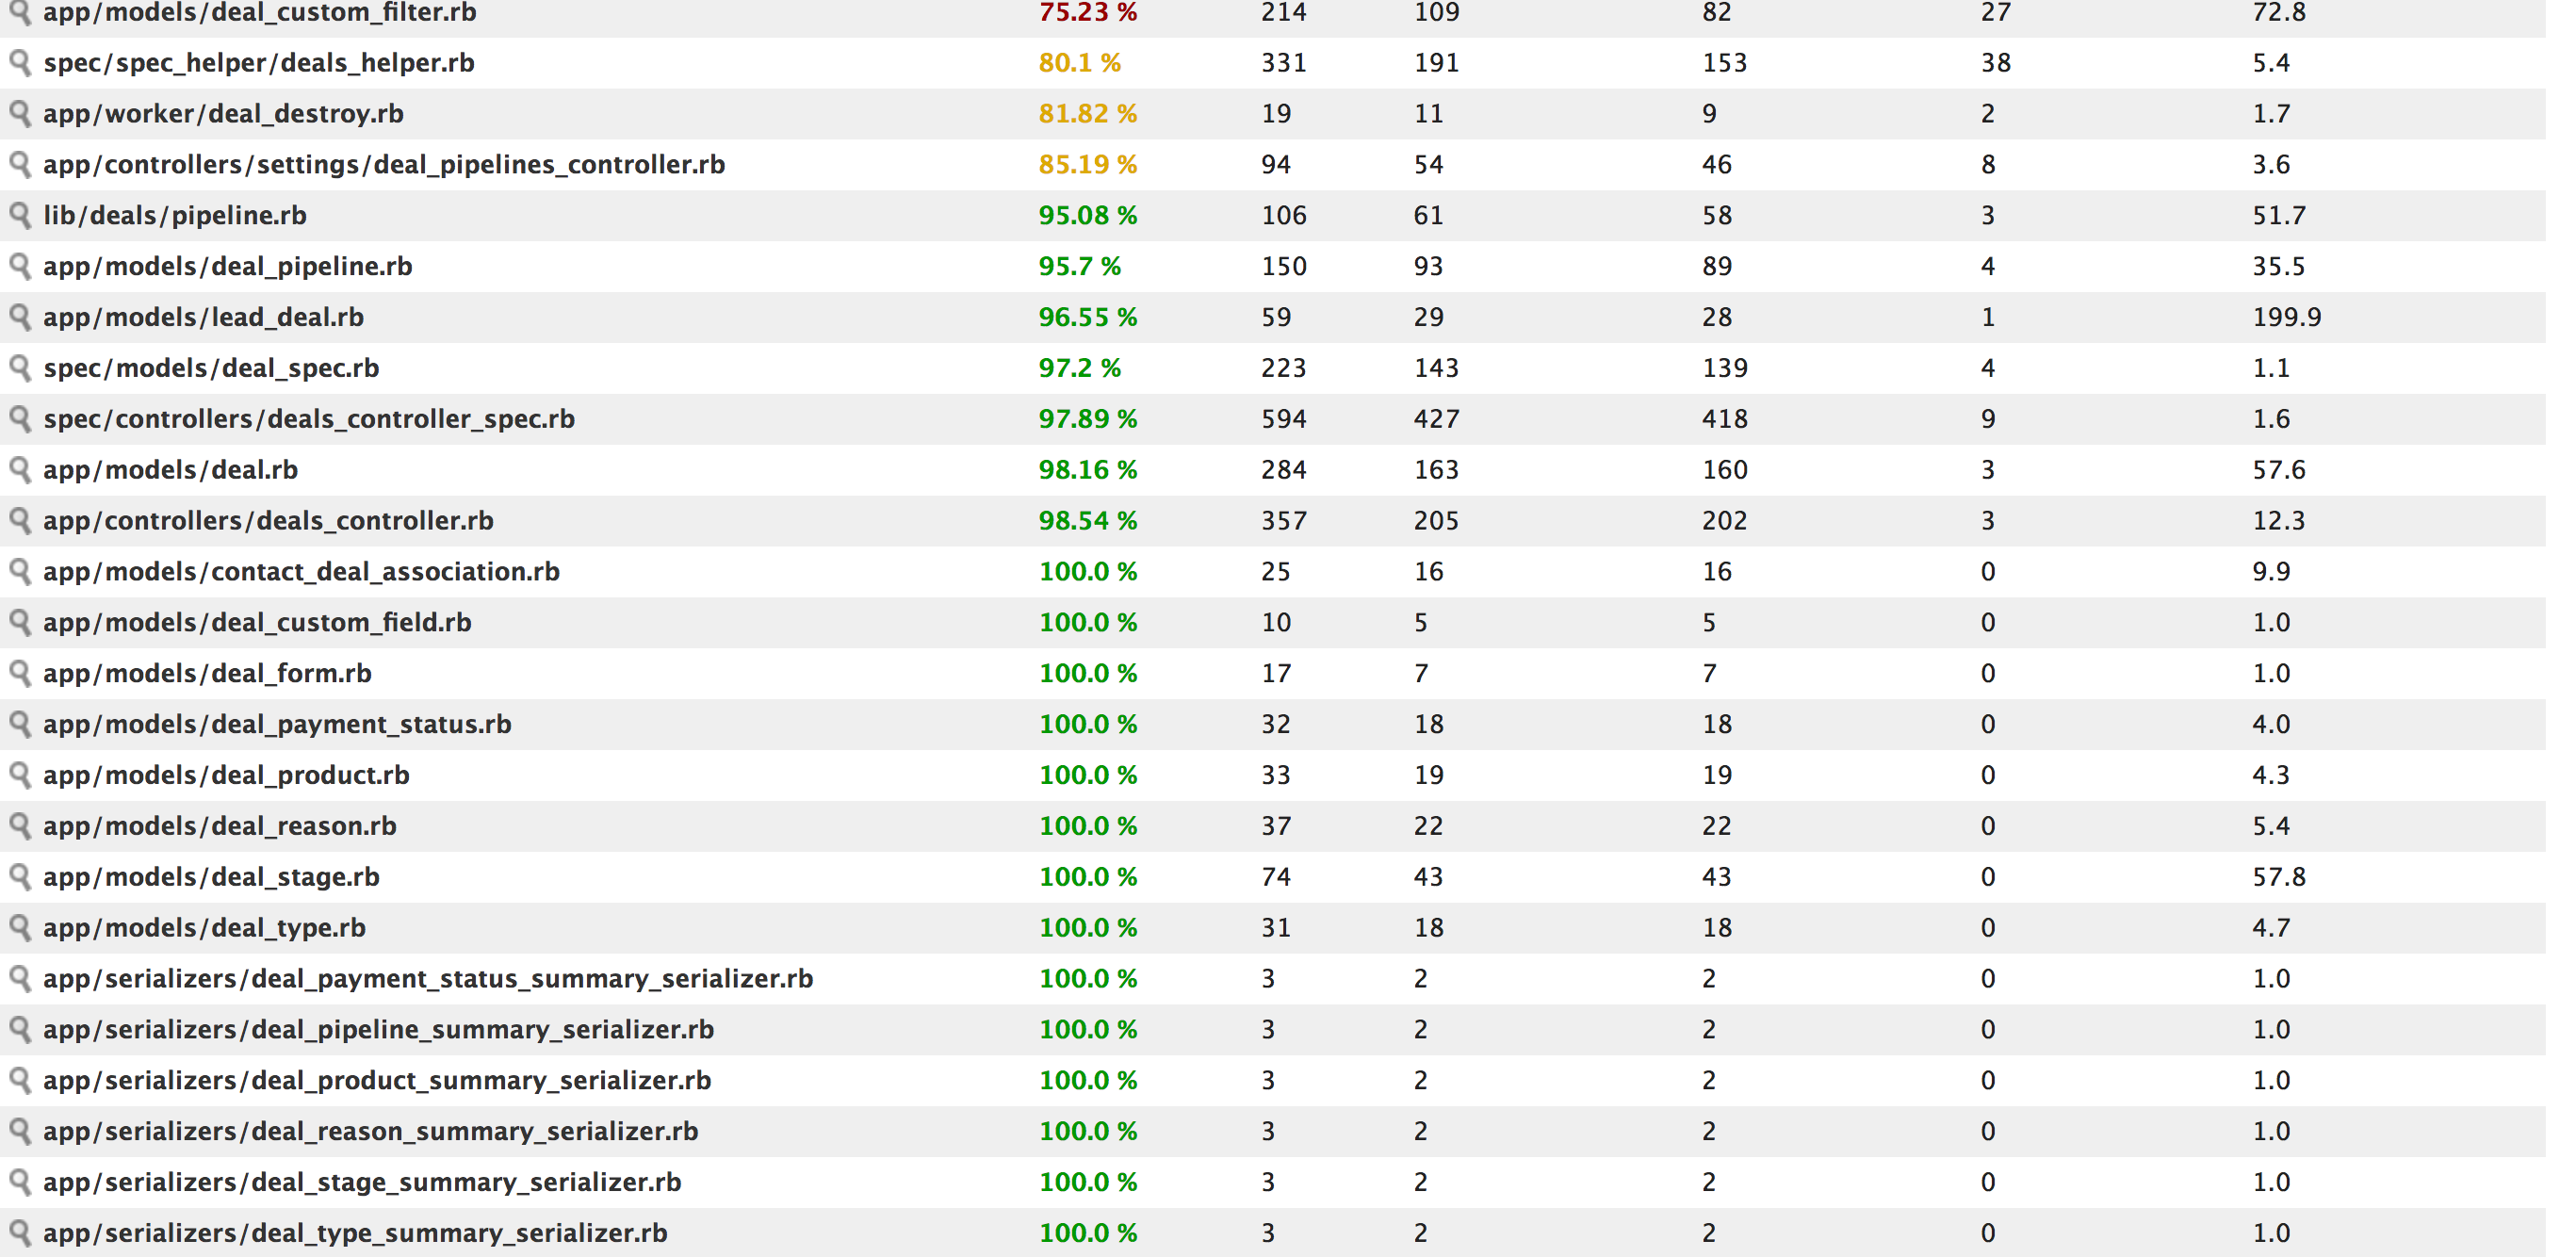 app/models/deal_custom_filter.rb 75.23 % 214 109 82 27 72.8
spec/spec_helper/deals_helper.rb 80.1 % 331 191 153 38 5.4
app/worker/deal_destroy.rb 81.82 % 19 11 9 2 1.7
app/controllers/settings/deal_pipelines_controller.rb 85.19 % 94 54 46 8 3.6
lib/deals/pipeline.rb 95.08 % 106 61 58 3 51.7
app/models/deal_pipeline.rb 95.7 % 150 93 89 4 35.5
app/models/lead_deal.rb 96.55 % 59 29 28 1 199.9
spec/models/deal_spec.rb 97.2 % 223 143 139 4 1.1
spec/controllers/deals_controller_spec.rb 97.89 % 594 427 418 9 1.6
app/models/deal.rb 98.16 % 284 163 160 3 57.6
app/controllers/deals_controller.rb 98.54 % 357 205 202 3 12.3
app/models/contact_deal_association.rb 100.0 % 25 16 16 0 9.9
app/models/deal_custom_field.rb 100.0 % 10 5 5 0 1.0
app/models/deal_form.rb 100.0 % 17 7 7 0 1.0
app/models/deal_payment_status.rb 100.0 % 32 18 18 0 4.0
app/models/deal_product.rb 100.0 % 33 19 19 0 4.3
app/models/deal_reason.rb 100.0 % 37 22 22 0 5.4
app/models/deal_stage.rb 100.0 % 74 43 43 0 57.8
app/models/deal_type.rb 100.0 % 31 18 18 0 4.7
app/serializers/deal_payment_status_summary_serializer.rb 100.0 % 3 2 2 0 1.0
app/serializers/deal_pipeline_summary_serializer.rb 100.0 % 3 2 2 0 1.0
app/serializers/deal_product_summary_serializer.rb 100.0 % 3 2 2 0 1.0
app/serializers/deal_reason_summary_serializer.rb 100.0 % 3 2 2 0 1.0
app/serializers/deal_stage_summary_serializer.rb 100.0 % 3 2 2 0 1.0
app/serializers/deal_type_summary_serializer.rb 100.0 % 3 2 2 0 1.0